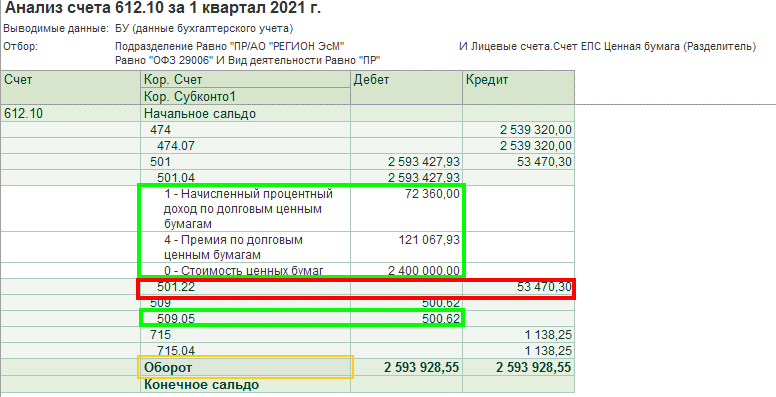 Анализ счета 612.10 за 1 квартал 2021 г.
Выводимые данные: БУ (данные бухгалтерского учета)
Отбор: Подразделение Равно "ПР/АО "РЕГИОН ЭсМ" И Лицевые счета.Счет ЕПС Ценная бумага (Разделитель)
Равно "ОФЗ 29006" И Вид деятельности Равно "ПР"
Счет Кор. Счет Дебет Кредит
Кор. Субконто1
612.10 Начальное сальдо
474 2 539 320,00
474.07 2 539 320,00
501 2 593 427,93 53 470,30
501.04 2 593 427,93
1 - Начисленный процентный 72 360,00
доход по долговым ценным
бумагам
4 - Премия по долговым 121 067,93
ценным бумагам
0 - Стоимость ценных бумаг 2 400 000,00
501.22 53 470,30
509 500,62
509.05 500,62
715 1 138,25
715.04 1 138,25
Оборот 2 593 928,55 2 593 928,55
Конечное сальдо